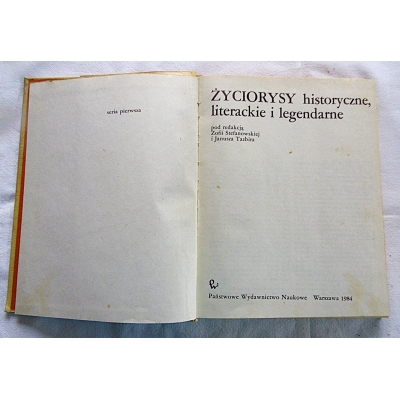 seria pierwsza
ŻYCIORYSY historyczne,
literackie i legendarne
pod redakcją
Zofii Stefanowskiej
i Janusza Tazbira
Państwowe Wydawnictwo Naukowe Warszawa 1984